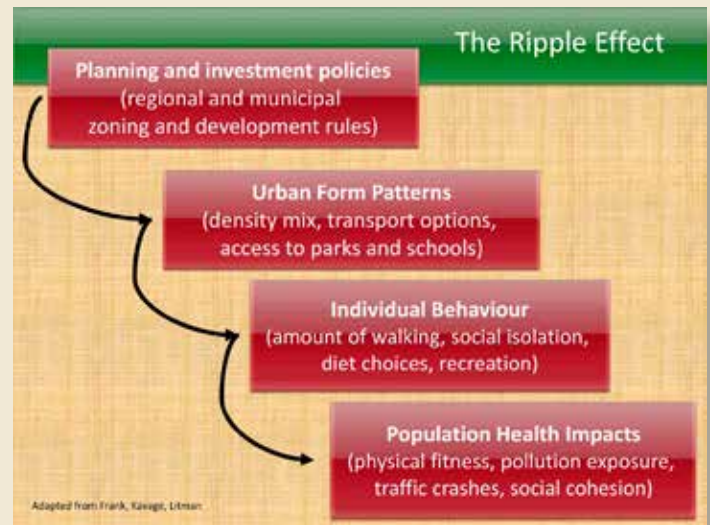 The Ripple Effect
Planning and investment policies
(regional and municipal
zoning and development rules)
Urban Form Patterns
(density mix, transport options,
access to parks and schools)
Individual Behaviour
(amount of walking, social isolation,
diet choices, recreation)
Population Health Impacts
(physical fitness, pollution exposure,
traffic crashes, social cohesion)
Adapted from Frank, Kavage, Litman